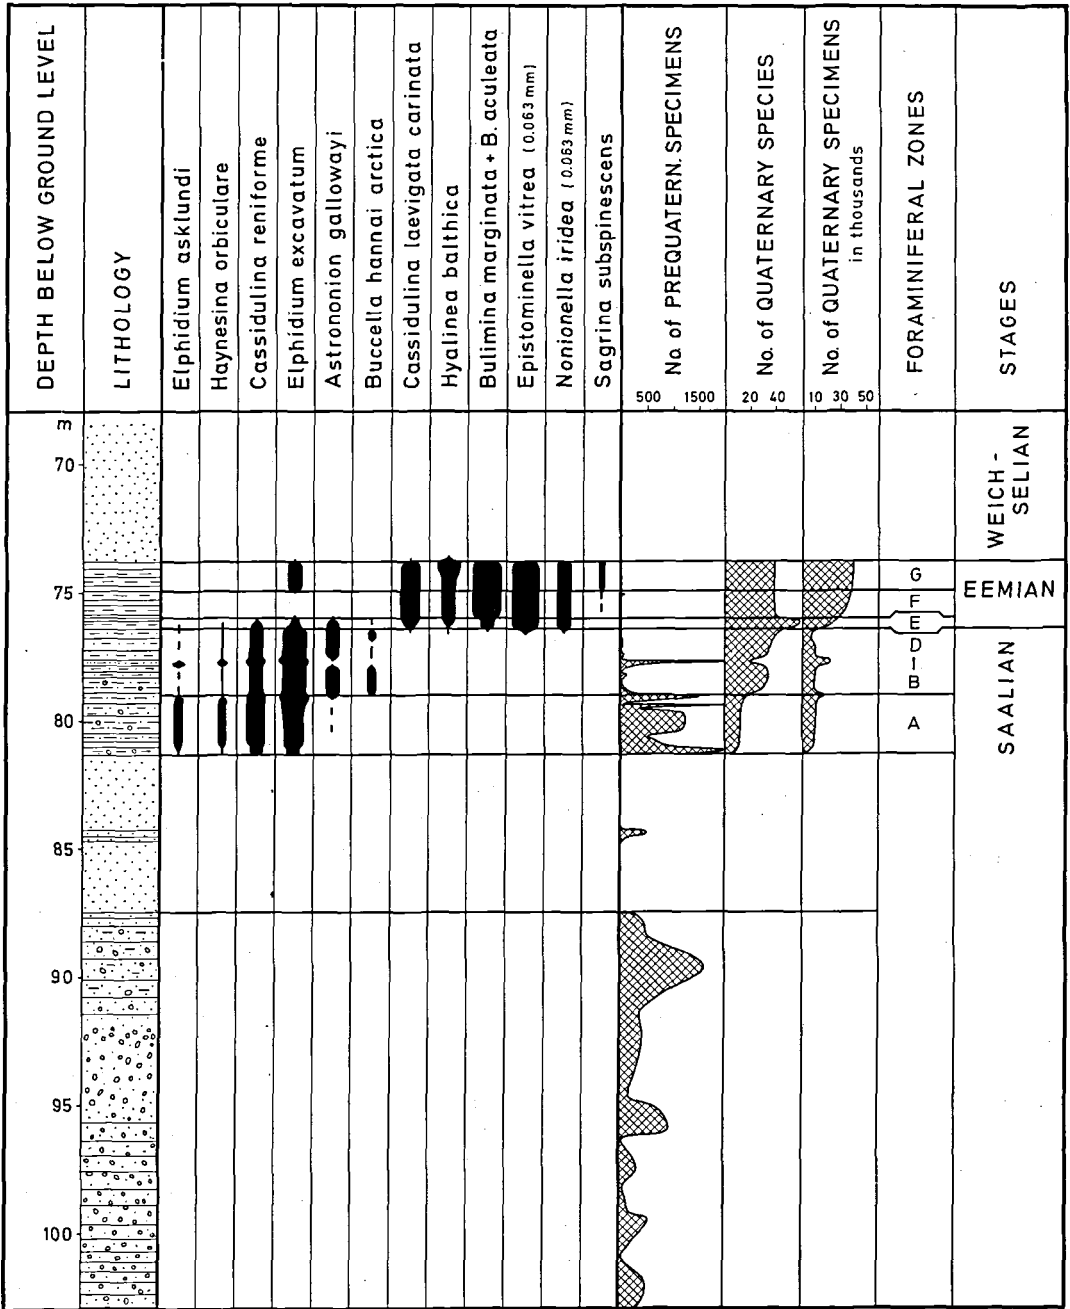 DEPTH BELOW GROUND LEVEL
LITHOLOGY
Elphidium asklundi
Haynesina orbiculare
Cassidulina reniforme
Elphidium excavatum
Astrononion gallowayi
Buccella hannai arctica
Cassidulina laevigata carinata
Hyalinea balthica
Bulimina marginata + B. aculeata
Epistominella vitrea (0.063 mm)
Nonionella iridea (0.063 mm)
Sagrina subspinescens
No. of PREQUATERN. SPECIMENS
500 1500
No. of QUATERNARY SPECIES
20 40
No. of QUATERNARY SPECIMENS
in thousands
10 30 50
FORAMINIFERAL ZONES
STAGES
m
70
75
80
85
90
95
100
G
F
E
D
I
B
A
WEICH-
SELIAN
EEMIAN
SAALIAN